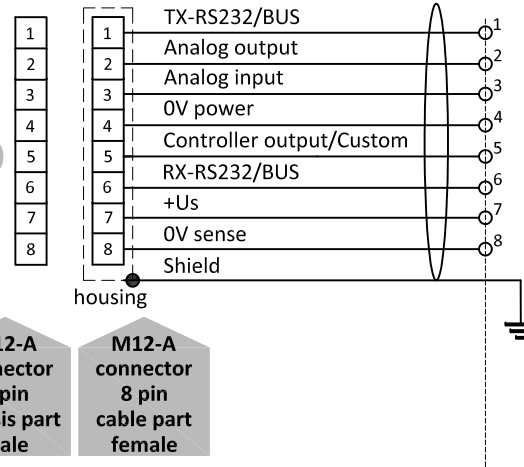 TX-RS232/BUS
1 1 1
Analog output
2 2 2
Analog input
3 3 3
0V power
4 4 4
Controller output/Custom
5 5 5
RX-RS232/BUS
6 6 6
+Us
7 7 7
0V sense
8 8 8
Shield
housing
12-A
nector
pin
is part
ale
M12-A
connector
8 pin
cable part
female